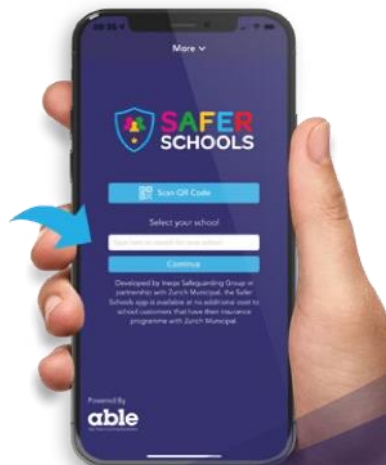 More
SAFER
SCHOOLS
Scan QR Code
Select your school
Continue
Developed by Ineqe Safeguarding Group in
partnership with Zurich Municipal, the Safer
Schools app is available at no additional cost to
school customers that have their insurance
programme with Zurich Municipal.
Powered By
able